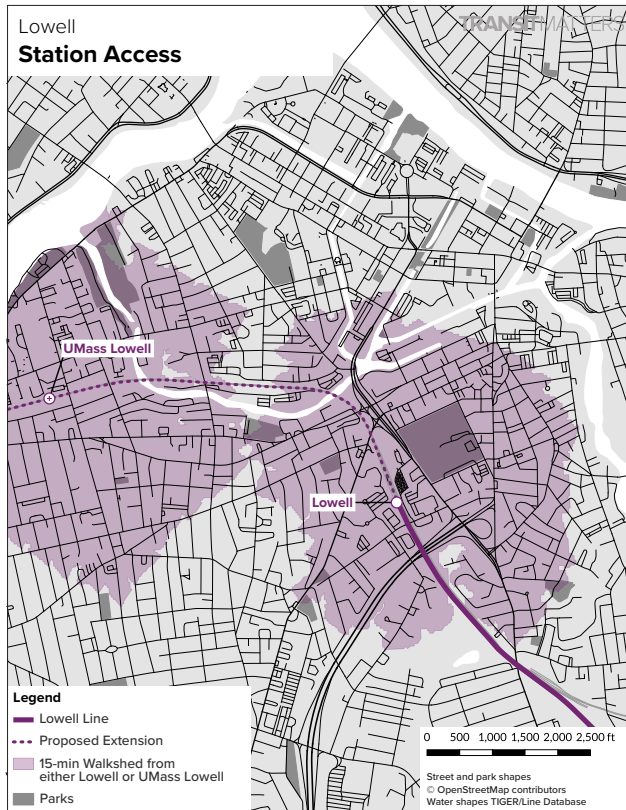 Lowell
TRANSITMATTERS
Station Access
UMass Lowell
Lowell
Legend
Lowell Line
Proposed Extension
15-min Walkshed from
either Lowell or UMass Lowell
Parks
0 500 1,000 1,500 2,000 2,500 ft
Street and park shapes
© OpenStreetMap contributors
Water shapes TIGER/Line Database